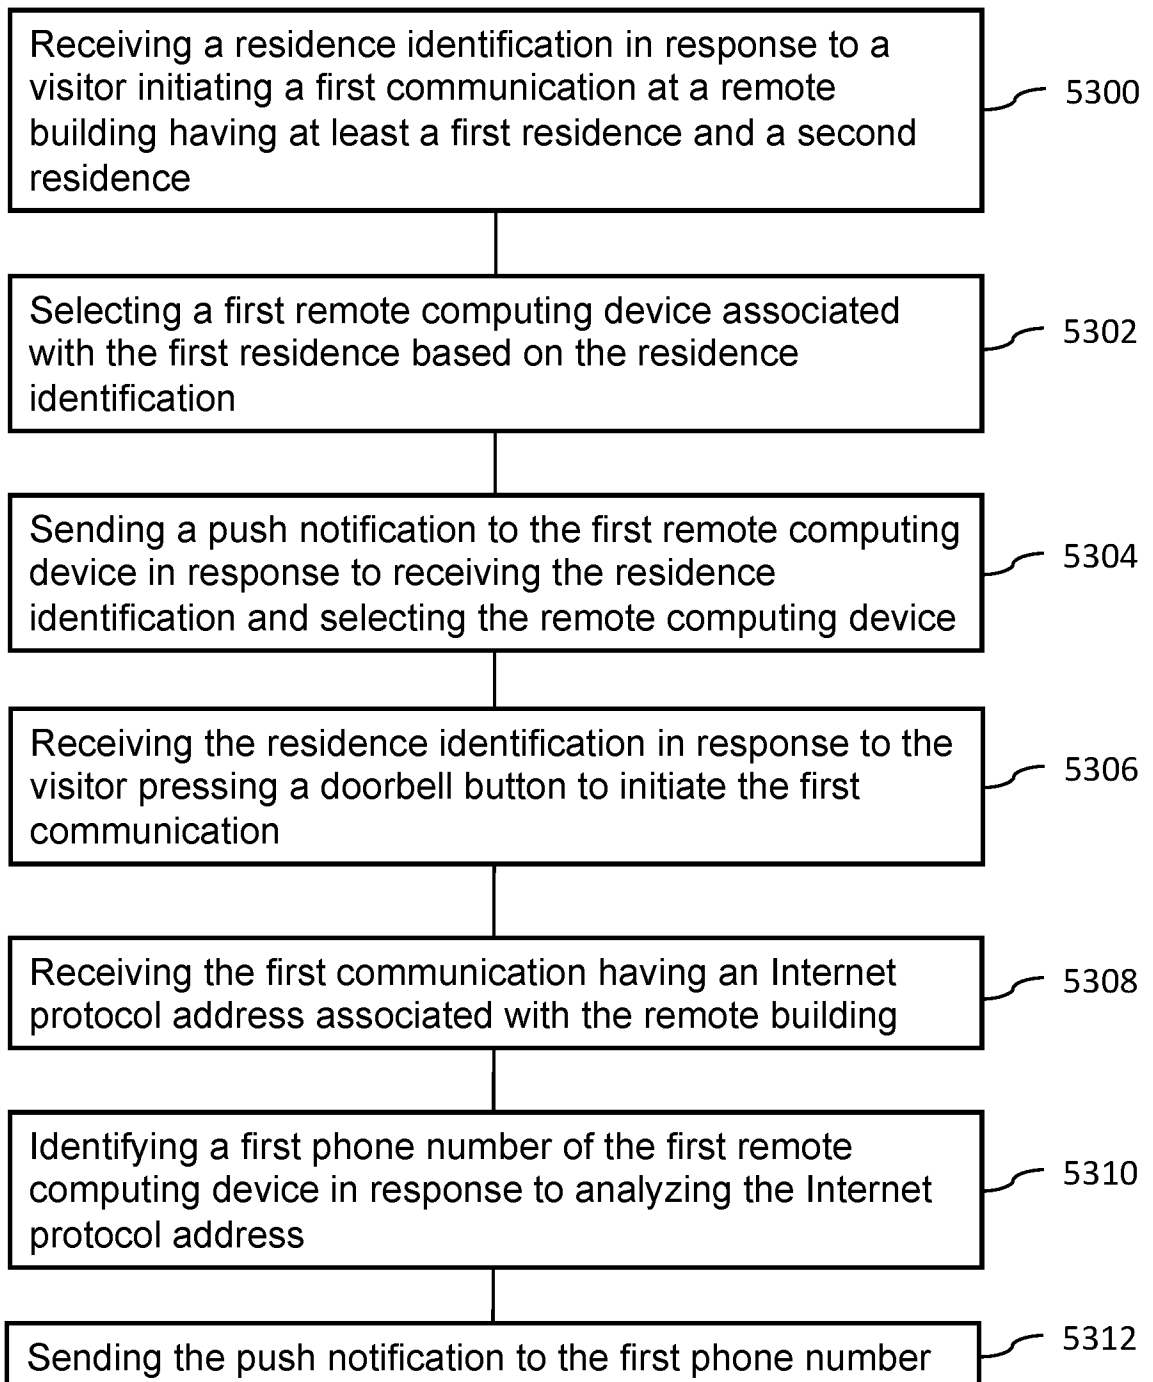 Receiving a residence identification in response to a
visitor initiating a first communication at a remote
building having at least a first residence and a second
residence
5300
Selecting a first remote computing device associated
with the first residence based on the residence
identification
5302
Sending a push notification to the first remote computing
device in response to receiving the residence
identification and selecting the remote computing device
5304
Receiving the residence identification in response to the
visitor pressing a doorbell button to initiate the first
communication
5306
Receiving the first communication having an Internet
protocol address associated with the remote building
5308
Identifying a first phone number of the first remote
computing device in response to analyzing the Internet
protocol address
5310
Sending the push notification to the first phone number
5312